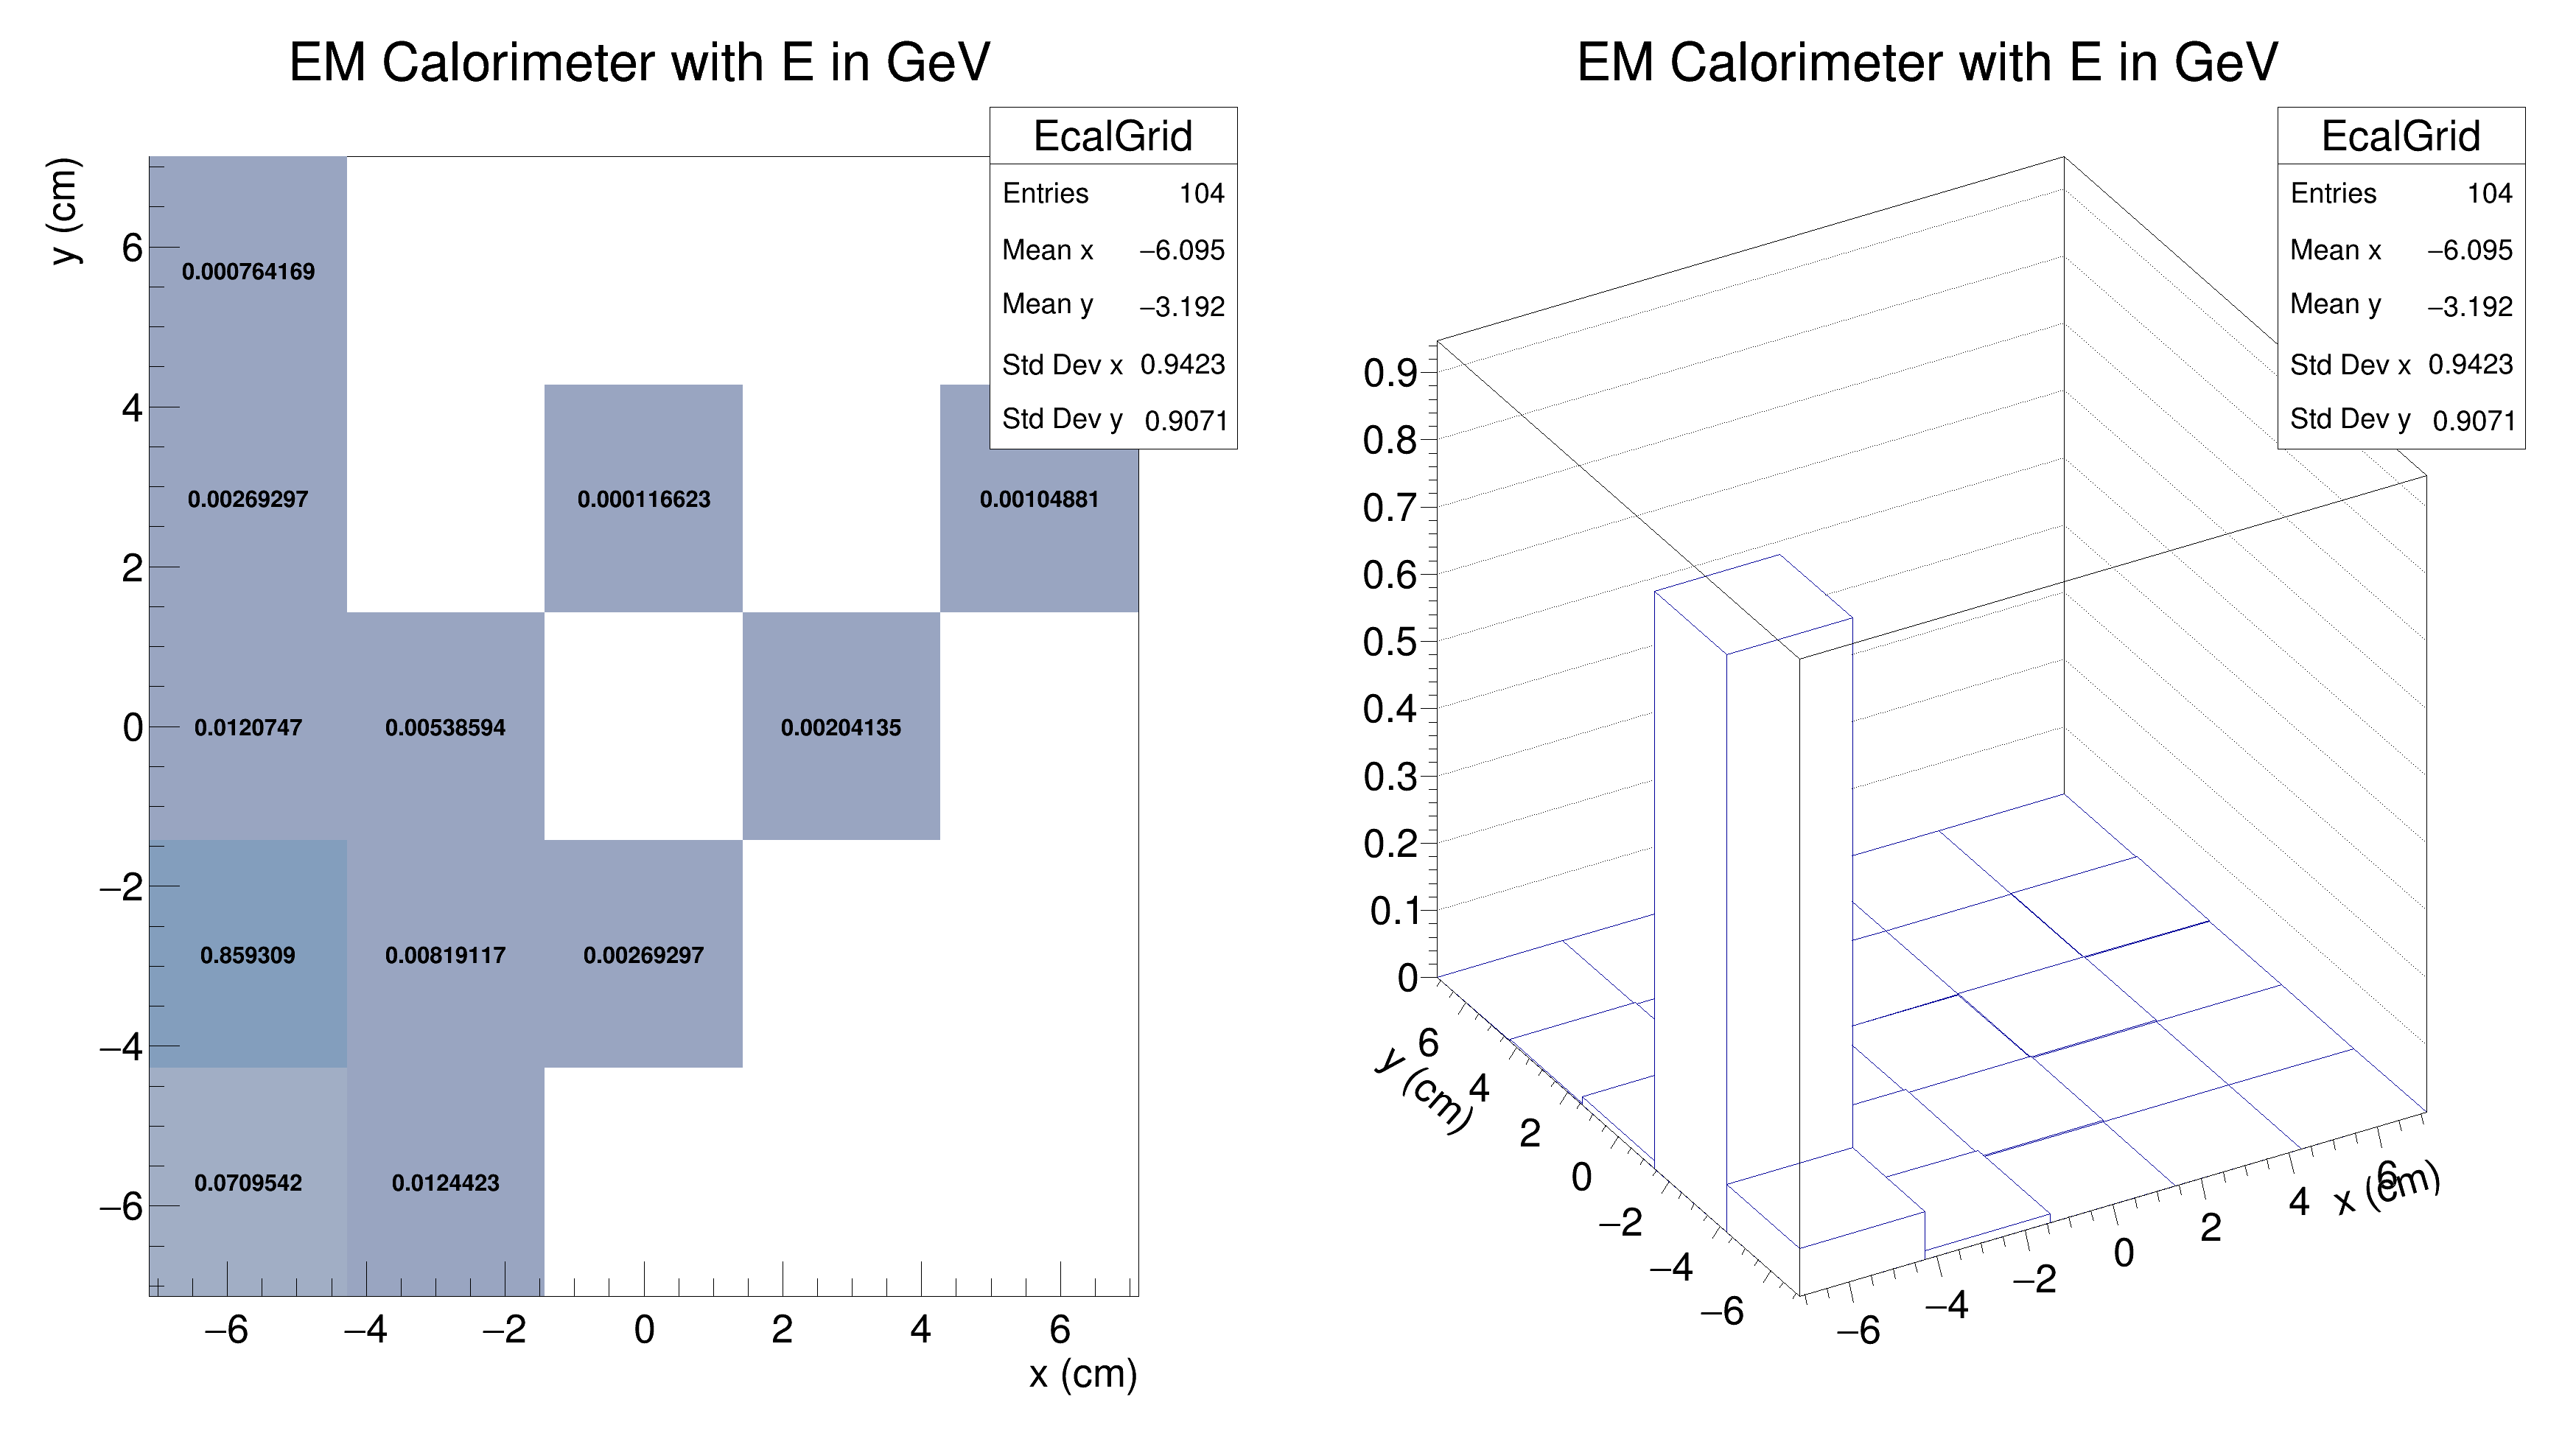 EM Calorimeter with E in GeV
EcalGrid
Entries 104
Mean x −6.095
Mean y −3.192
Std Dev x 0.9423
Std Dev y 0.9071
y (cm)
6
4
2
0
−2
−4
−6
0.000764169
0.00269297
0.000116623
0.00104881
0.0120747
0.00538594
0.00204135
0.859309
0.00819117
0.00269297
0.0709542
0.0124423
−6 −4 −2 0 2 4 6
x (cm)
EM Calorimeter with E in GeV
EcalGrid
Entries 104
Mean x −6.095
Mean y −3.192
Std Dev x 0.9423
Std Dev y 0.9071
0.9
0.8
0.7
0.6
0.5
0.4
0.3
0.2
0.1
0
y (cm)
6
4
2
0
−2
−4
−6
−6
−4
−2
0
2
4
6
x (cm)